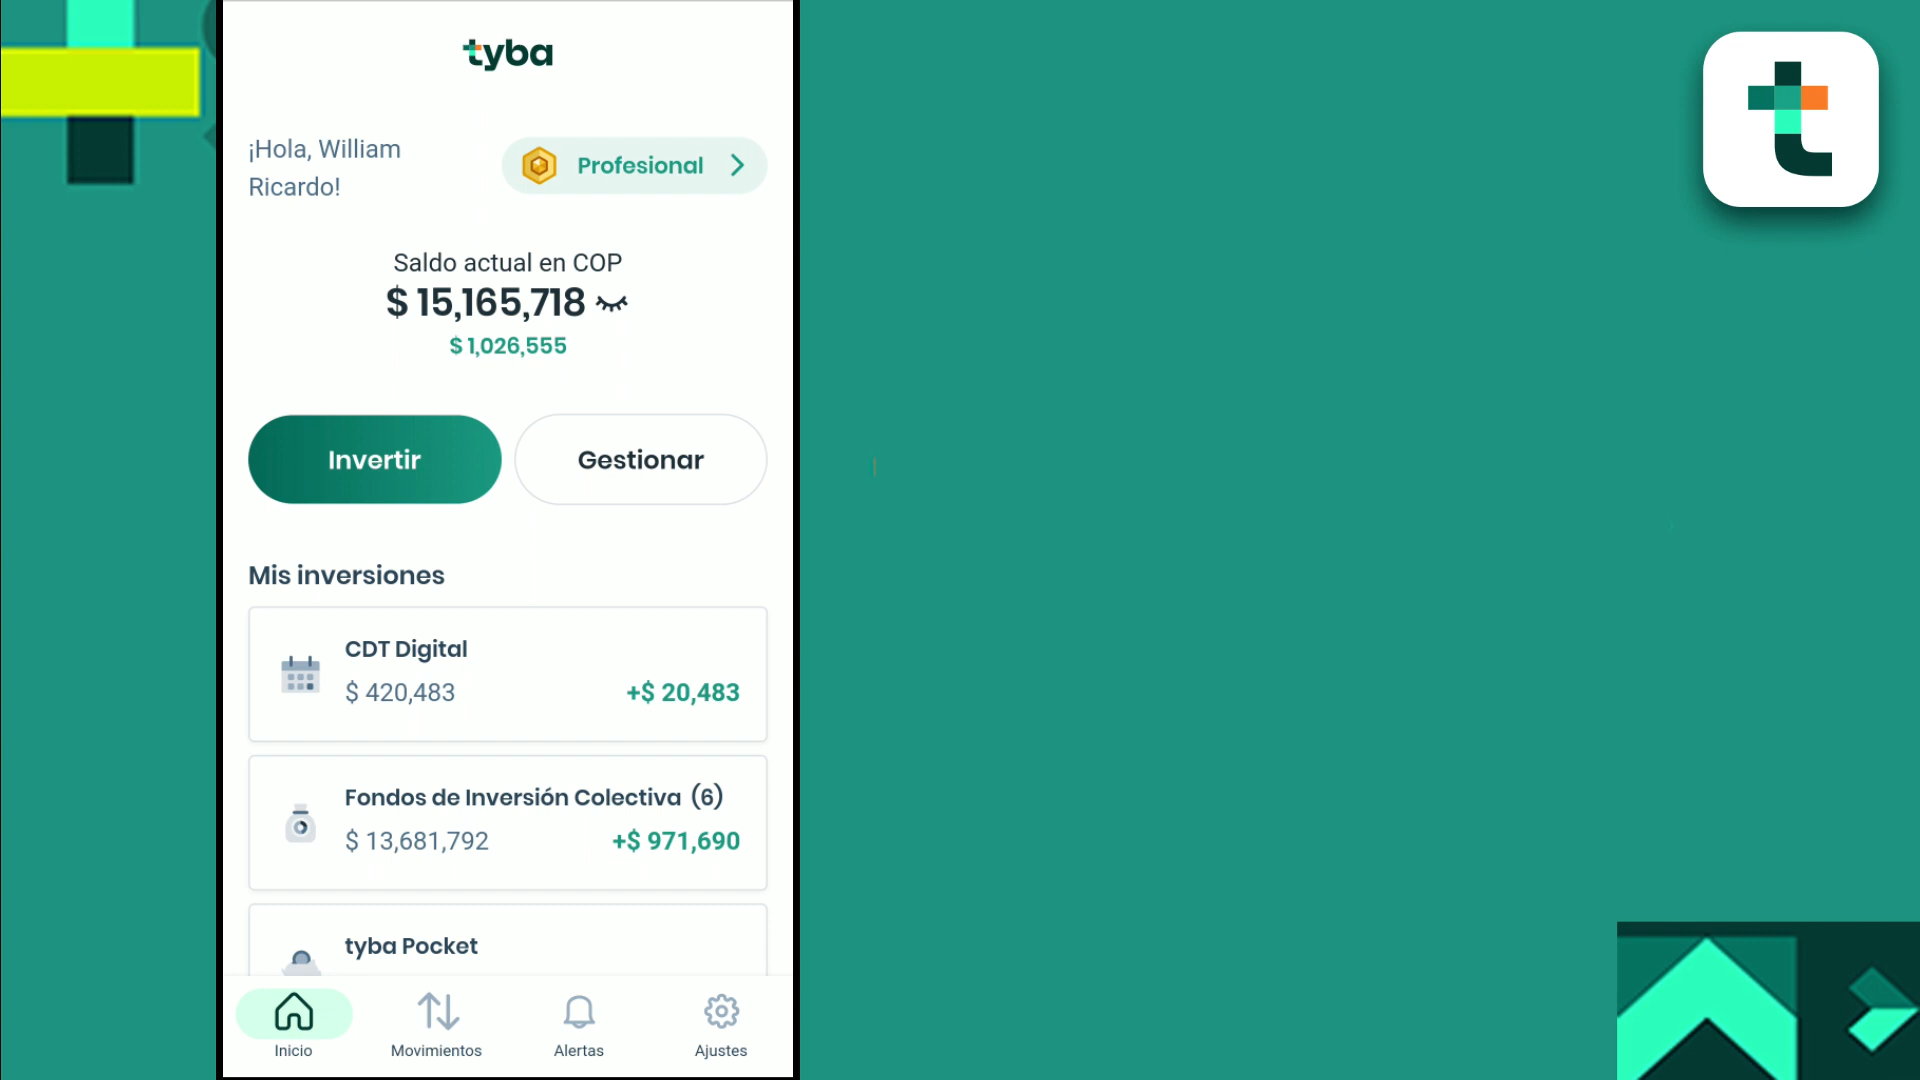 tyba
¡Hola, William
Ricardo!
Profesional
Saldo actual en COP
$ 15,165,718
$ 1,026,555
Invertir
Gestionar
Mis inversiones
CDT Digital
$ 420,483
+$ 20,483
Fondos de Inversión Colectiva (6)
$ 13,681,792
+$ 971,690
tyba Pocket
Inicio
Movimientos
Alertas
Ajustes
t